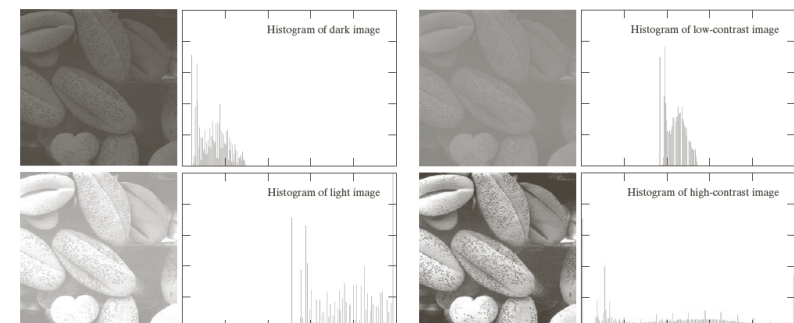 Histogram of dark image
Histogram of low-contrast image
Histogram of light image
Histogram of high-contrast image